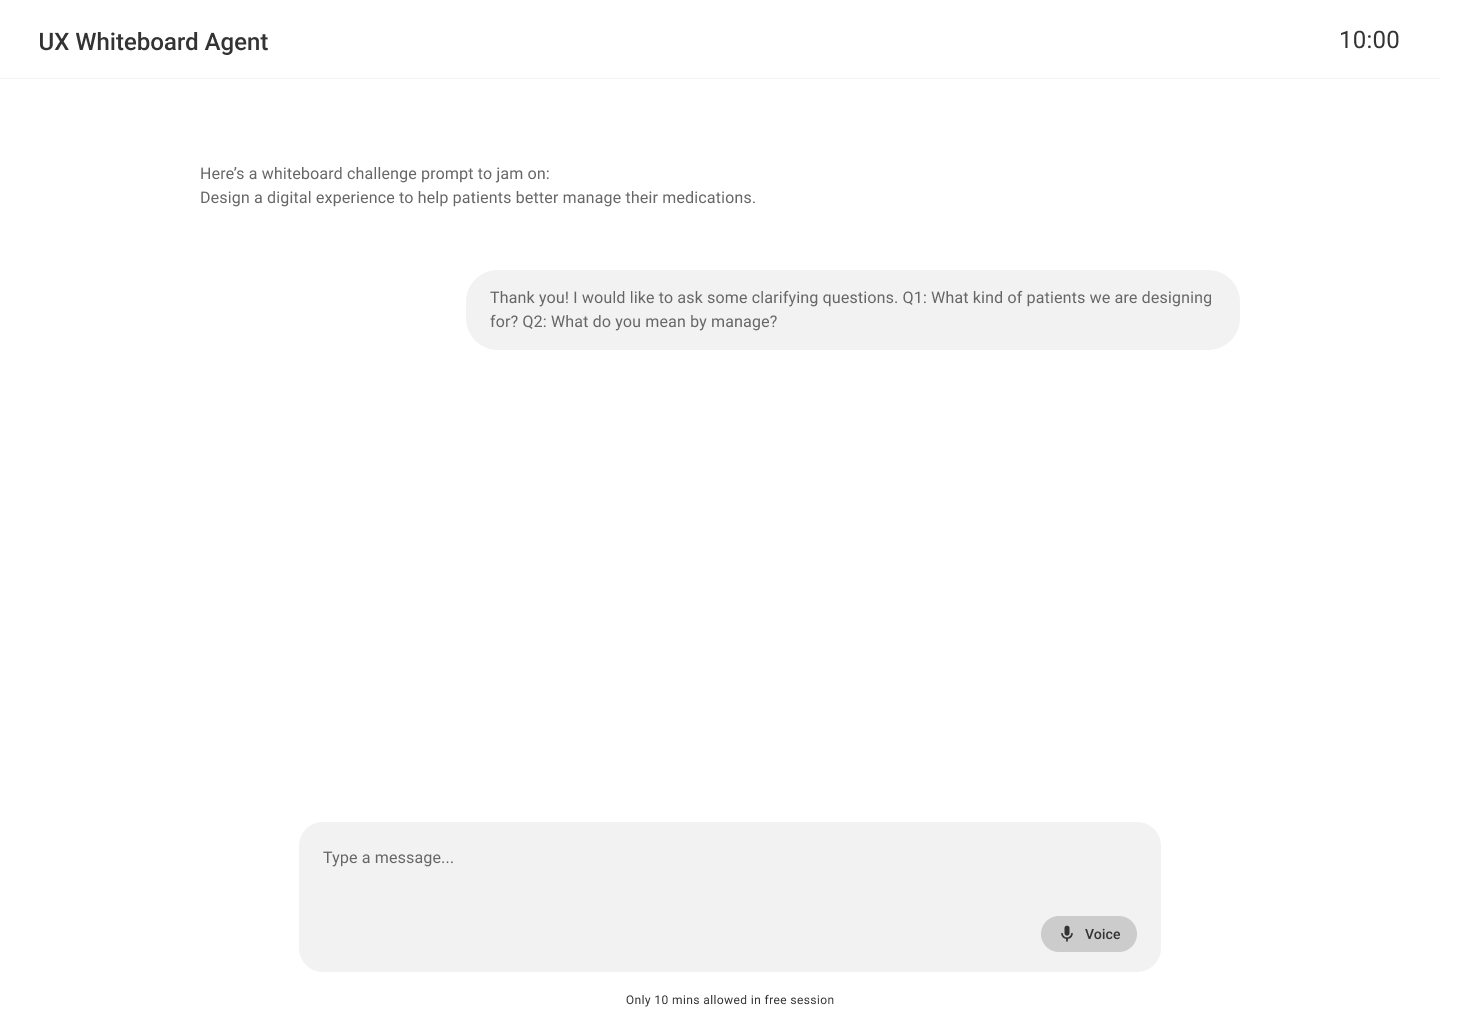 UX Whiteboard Agent
10:00
Here’s a whiteboard challenge prompt to jam on:
Design a digital experience to help patients better manage their medications.
Thank you! I would like to ask some clarifying questions. Q1: What kind of patients we are designing
for? Q2: What do you mean by manage?
Type a message...
Voice
Only 10 mins allowed in free session